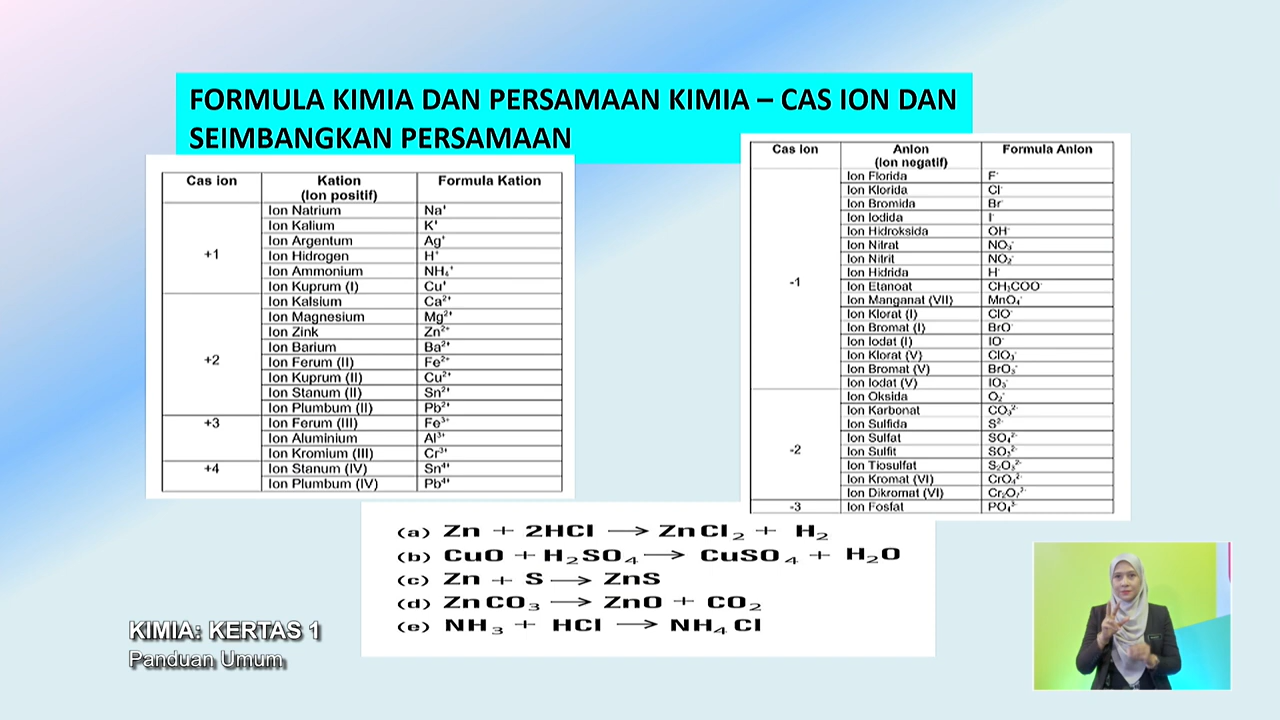 FORMULA KIMIA DAN PERSAMAAN KIMIA – CAS ION DAN
SEIMBANGKAN PERSAMAAN
Cas ion Kation Formula Kation
(Ion positif)
+1
Ion Natrium Na⁺
Ion Kalium K⁺
Ion Argentum Ag⁺
Ion Hidrogen H⁺
Ion Ammonium NH₄⁺
Ion Kuprum (I) Cu⁺
+2
Ion Kalsium Ca²⁺
Ion Magnesium Mg²⁺
Ion Zink Zn²⁺
Ion Barium Ba²⁺
Ion Ferum (II) Fe²⁺
Ion Kuprum (II) Cu²⁺
Ion Stanum (II) Sn²⁺
Ion Plumbum (II) Pb²⁺
+3
Ion Ferum (III) Fe³⁺
Ion Aluminium Al³⁺
Ion Kromium (III) Cr³⁺
+4
Ion Stanum (IV) Sn⁴⁺
Ion Plumbum (IV) Pb⁴⁺
Cas Ion Anion Formula Anion
(Ion negatif)
-1
Ion Florida F⁻
Ion Klorida Cl⁻
Ion Bromida Br⁻
Ion Iodida I⁻
Ion Hidroksida OH⁻
Ion Nitrat NO₃⁻
Ion Nitrit NO₂⁻
Ion Hidrida H⁻
Ion Etanoat CH₃COO⁻
Ion Manganat (VII) MnO₄⁻
Ion Klorat (I) ClO⁻
Ion Bromat (I) BrO⁻
Ion Iodat (I) IO⁻
Ion Klorat (V) ClO₃⁻
Ion Bromat (V) BrO₃⁻
Ion Iodat (V) IO₃⁻
-2
Ion Oksida O₂⁻
Ion Karbonat CO₃²⁻
Ion Sulfida S²⁻
Ion Sulfat SO₄²⁻
Ion Sulfit SO₃²⁻
Ion Tiosulfat S₂O₃²⁻
Ion Kromat (VI) CrO₄²⁻
Ion Dikromat (VI) Cr₂O₇²⁻
-3
Ion Fosfat PO₄³⁻
(a) Zn + 2HCl → ZnCl₂ + H₂
(b) CuO + H₂SO₄ → CuSO₄ + H₂O
(c) Zn + S → ZnS
(d) ZnCO₃ → ZnO + CO₂
(e) NH₃ + HCl → NH₄Cl
KIMIA: KERTAS 1
Panduan Umum